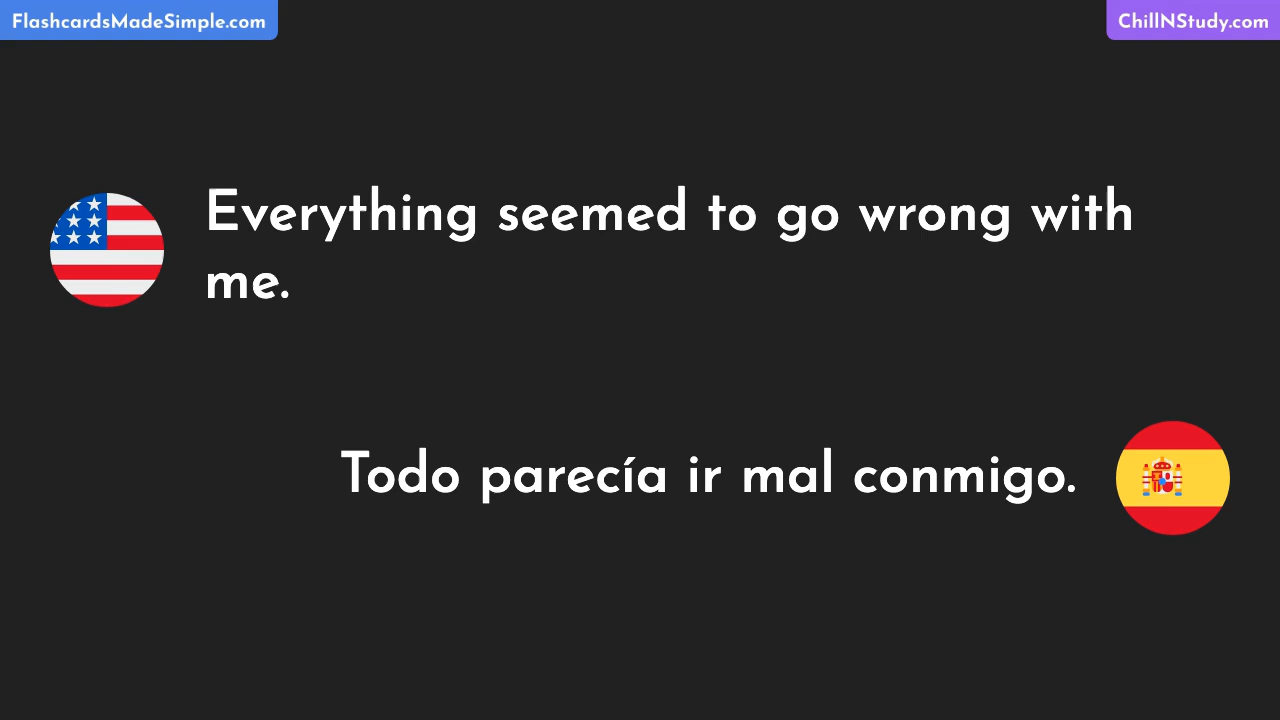 FlashcardsMadeSimple.com
ChillNStudy.com
Everything seemed to go wrong with
me.
Todo parecía ir mal conmigo.